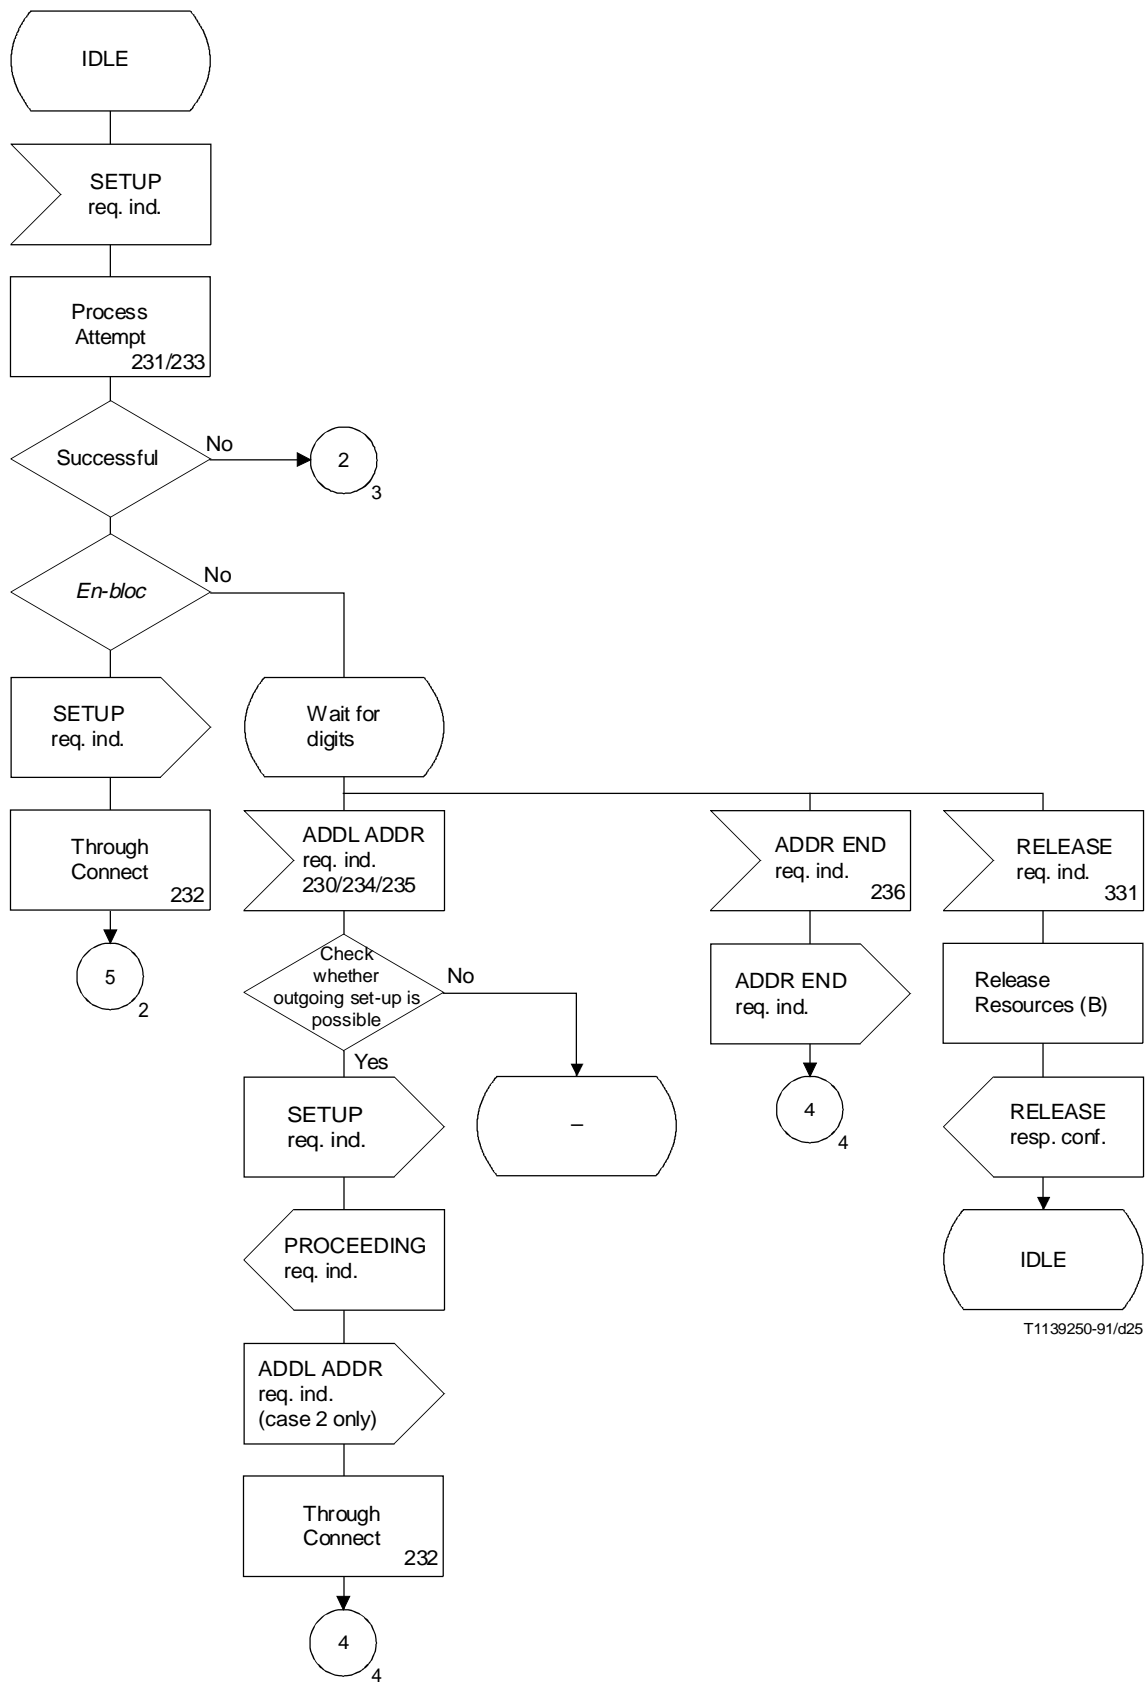 IDLE
SETUP
req. ind.
Process
Attempt
231/233
Successful
No
2
3
En-bloc
No
SETUP
req. ind.
Wait for
digits
Through
Connect
232
5
2
ADDL ADDR
req. ind.
230/234/235
ADDR END
req. ind.
236
RELEASE
req. ind.
331
Check
whether
outgoing set-up is
possible
No
Yes
ADDR END
req. ind.
Release
Resources (B)
SETUP
req. ind.
–
4
4
RELEASE
resp. conf.
PROCEEDING
req. ind.
IDLE
T1139250-91/d25
ADDL ADDR
req. ind.
(case 2 only)
Through
Connect
232
4
4